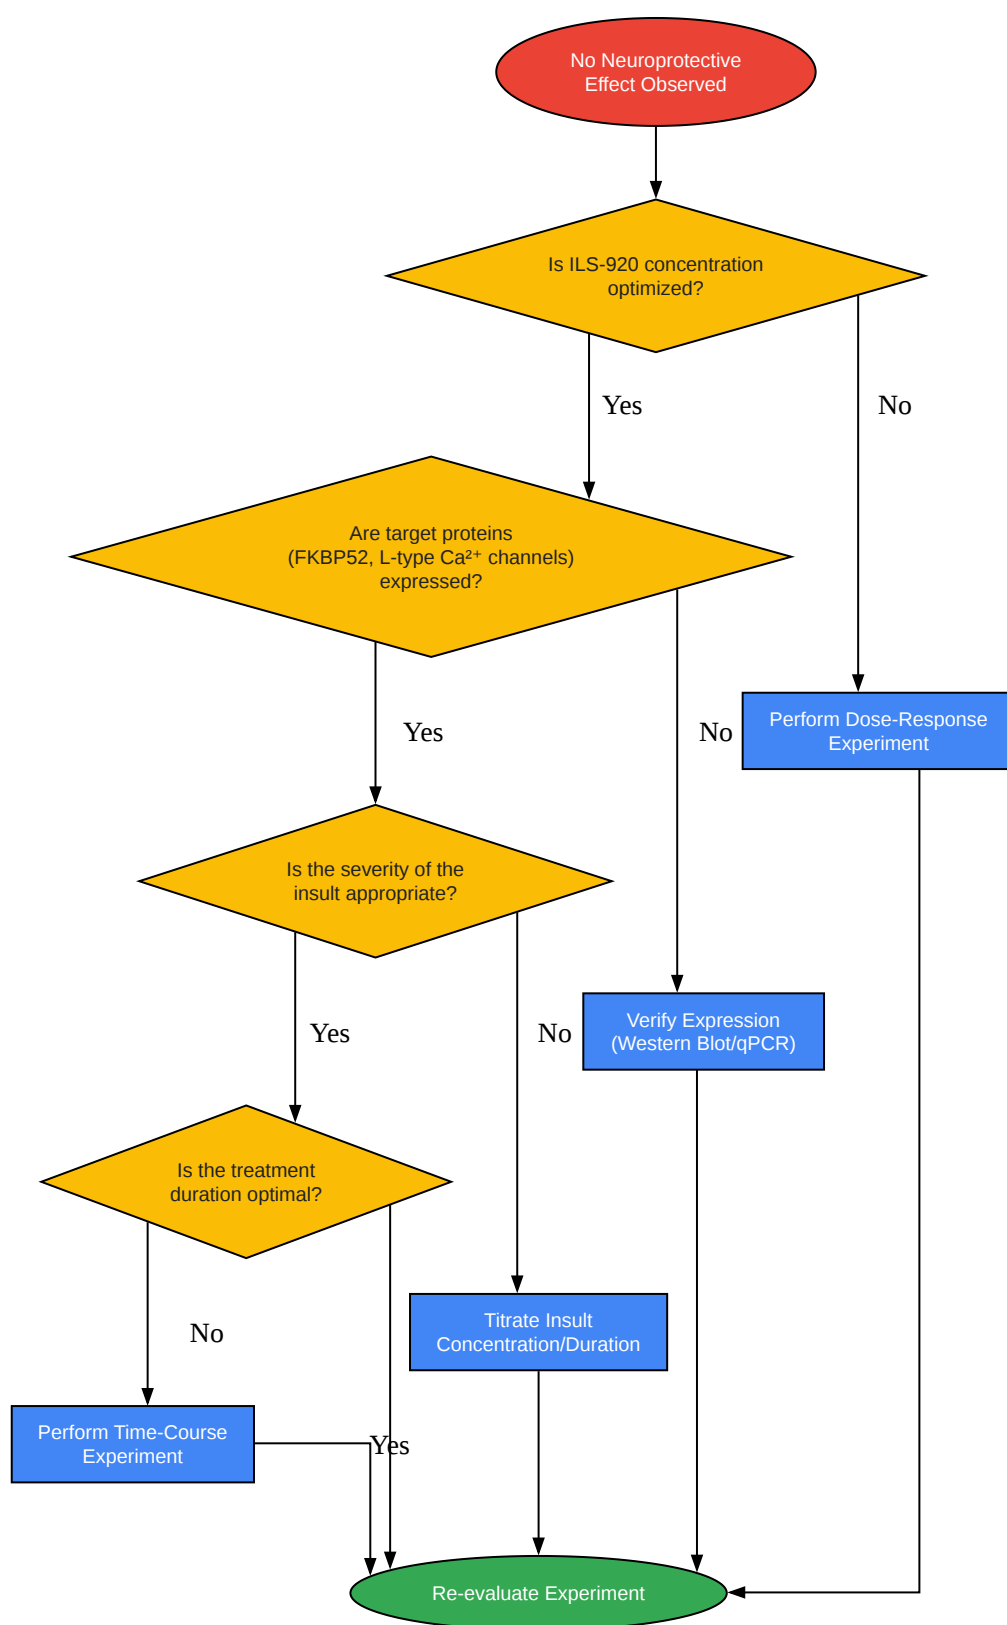 No Neuroprotective
Effect Observed
Is ILS-920 concentration
optimized?
Yes
No
Are target proteins
(FKBP52, L-type Ca²⁺ channels)
expressed?
Yes
No
Perform Dose-Response
Experiment
Is the severity of the
insult appropriate?
Yes
No
Verify Expression
(Western Blot/qPCR)
Is the treatment
duration optimal?
No
Yes
Titrate Insult
Concentration/Duration
Perform Time-Course
Experiment
Re-evaluate Experiment